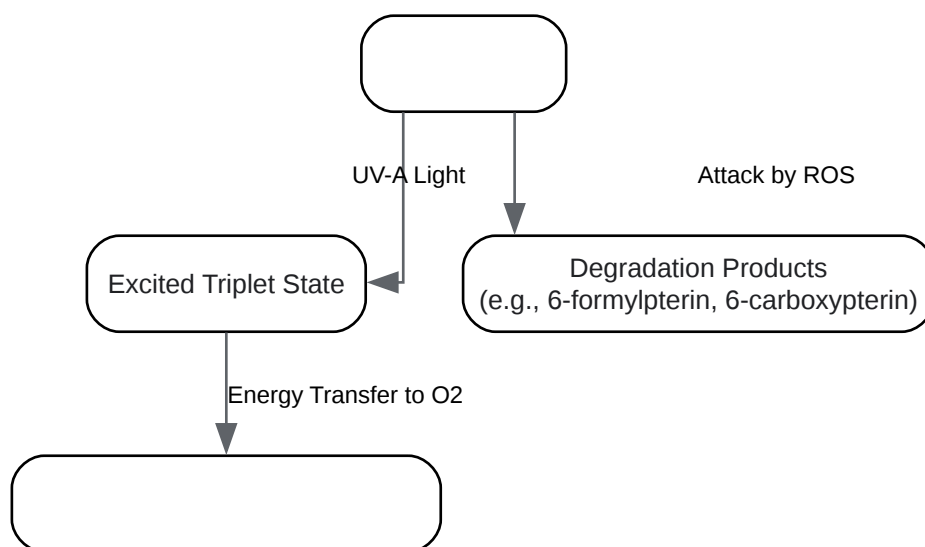 UV-A Light
Attack by ROS
Excited Triplet State
Degradation Products
(e.g., 6-formylpterin, 6-carboxypterin)
Energy Transfer to O2